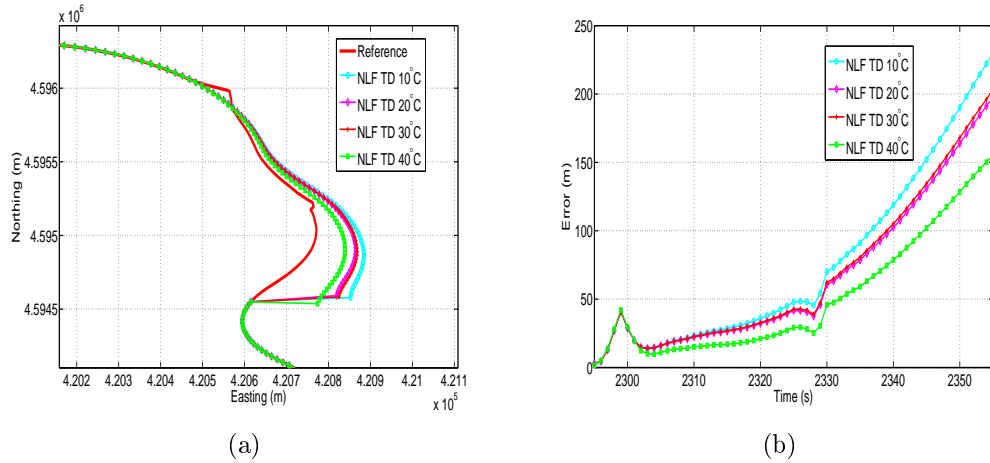 x 10^6
4.596
4.5955
4.595
4.5945
Northing (m)
4.202 4.203 4.204 4.205 4.206 4.207 4.208 4.209 4.21 4.211
Easting (m)
x 10^5
Reference
NLF TD 10°C
NLF TD 20°C
NLF TD 30°C
NLF TD 40°C
(a)
250
200
150
100
50
0
Error (m)
2300 2310 2320 2330 2340 2350
Time (s)
NLF TD 10°C
NLF TD 20°C
NLF TD 30°C
NLF TD 40°C
(b)